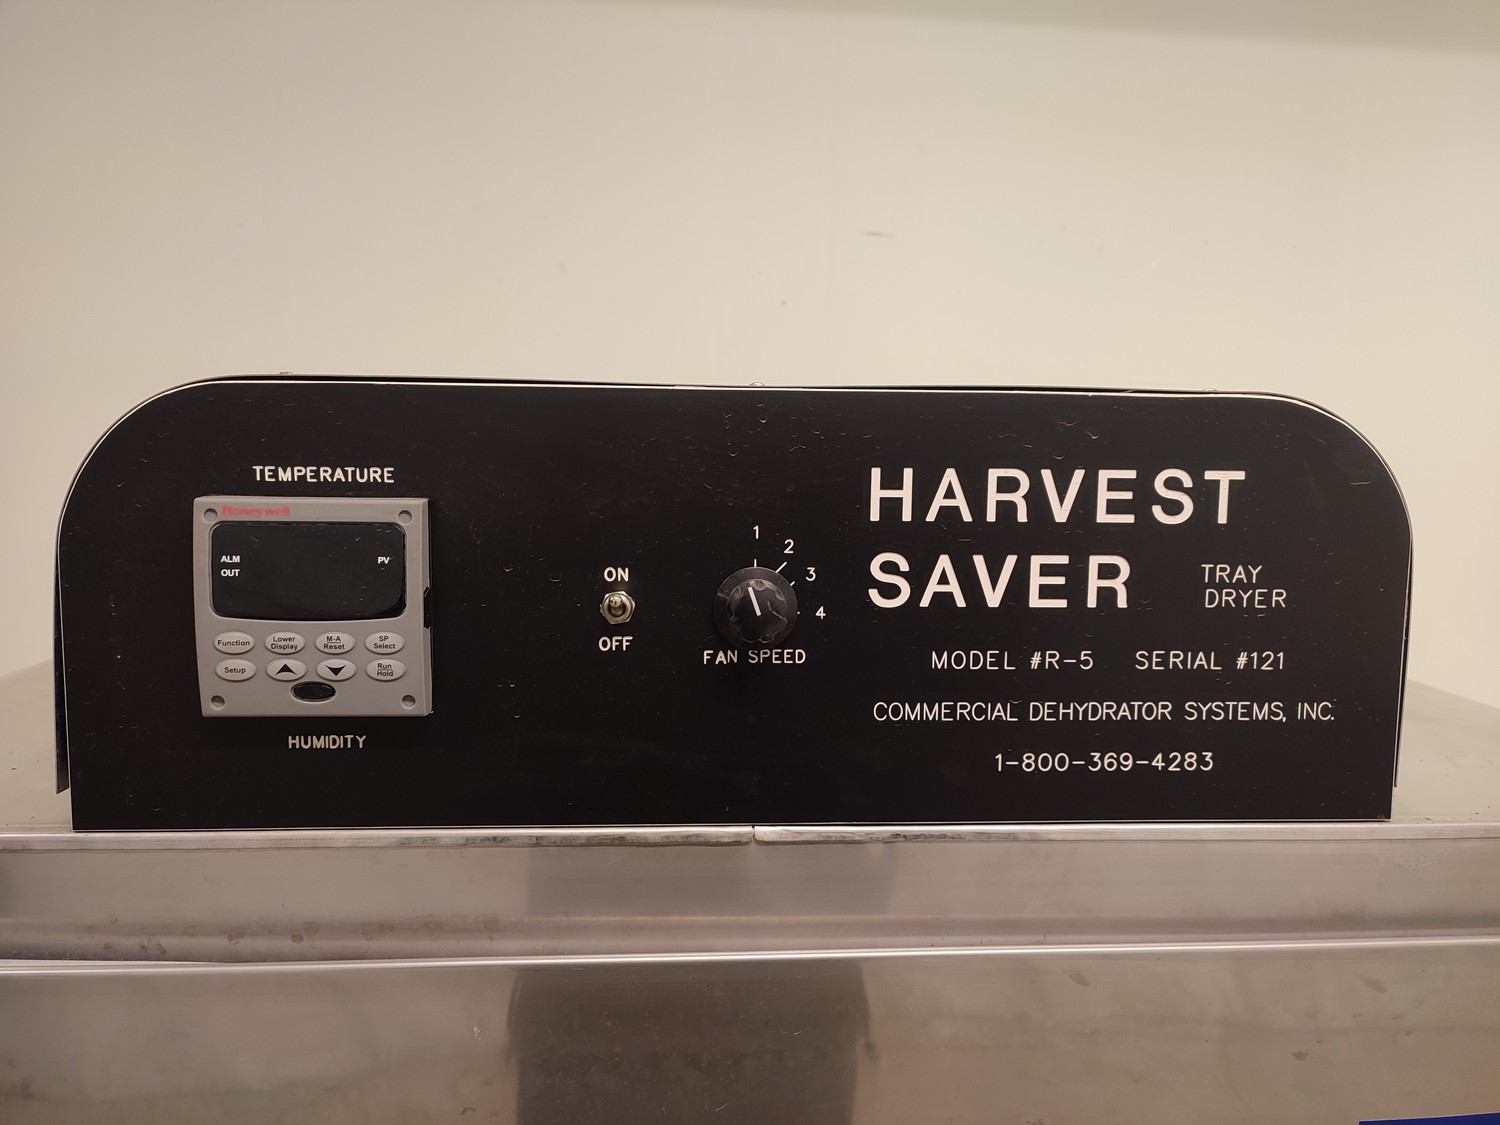 TEMPERATURE
Honeywell
ALM
PV
OUT
Function
Lower
Display
M-A
Reset
SP
Select
Setup
Run
Hold
HUMIDITY
ON
OFF
1
2
3
4
FAN SPEED
HARVEST
SAVER
TRAY
DRYER
MODEL #R-5 SERIAL #121
COMMERCIAL DEHYDRATOR SYSTEMS, INC.
1-800-369-4283